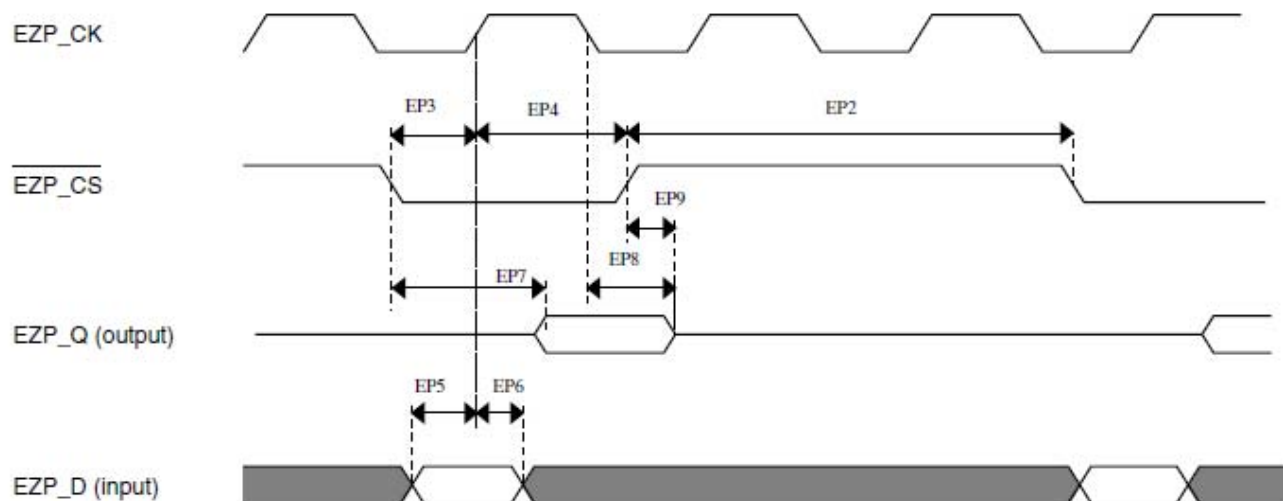 EZP_CK
EP3
EP4
EP2
EZP_CS
EP9
EP8
EP7
EZP_Q (output)
EP5
EP6
EZP_D (input)